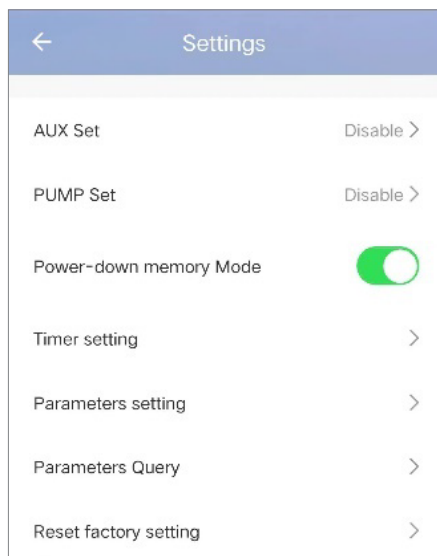 Settings
AUX Set Disable
PUMP Set Disable
Power-down memory Mode
Timer setting
Parameters setting
Parameters Query
Reset factory setting